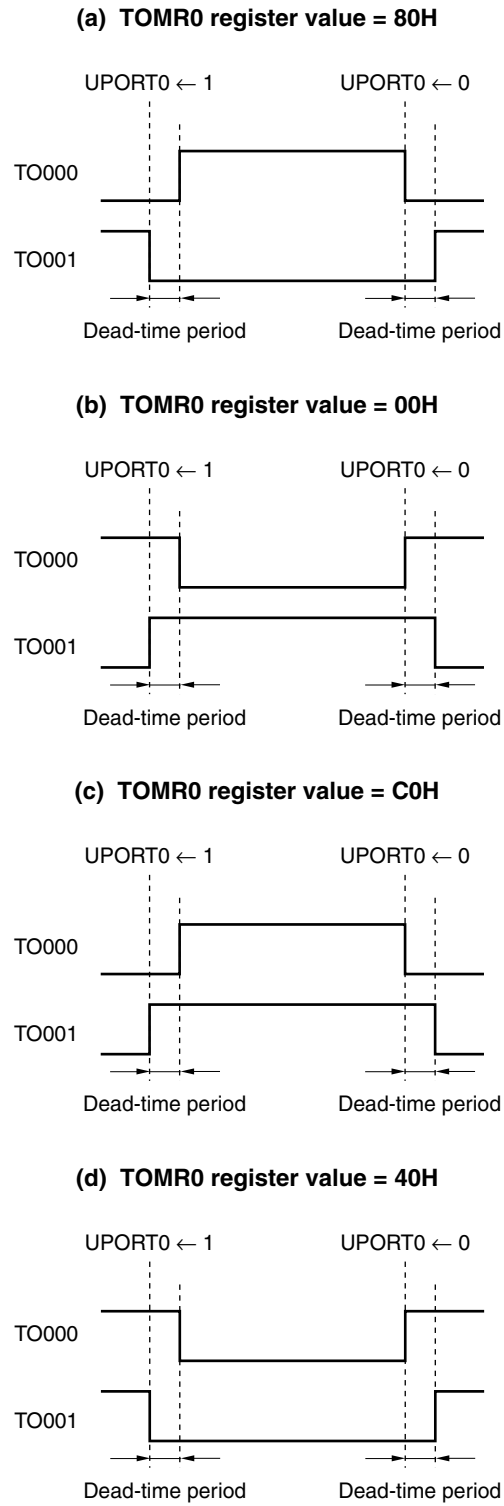 (a) TOMR0 register value = 80H
UPORT0 ← 1 UPORT0 ← 0
TO000
TO001
Dead-time period Dead-time period
(b) TOMR0 register value = 00H
UPORT0 ← 1 UPORT0 ← 0
TO000
TO001
Dead-time period Dead-time period
(c) TOMR0 register value = C0H
UPORT0 ← 1 UPORT0 ← 0
TO000
TO001
Dead-time period Dead-time period
(d) TOMR0 register value = 40H
UPORT0 ← 1 UPORT0 ← 0
TO000
TO001
Dead-time period Dead-time period